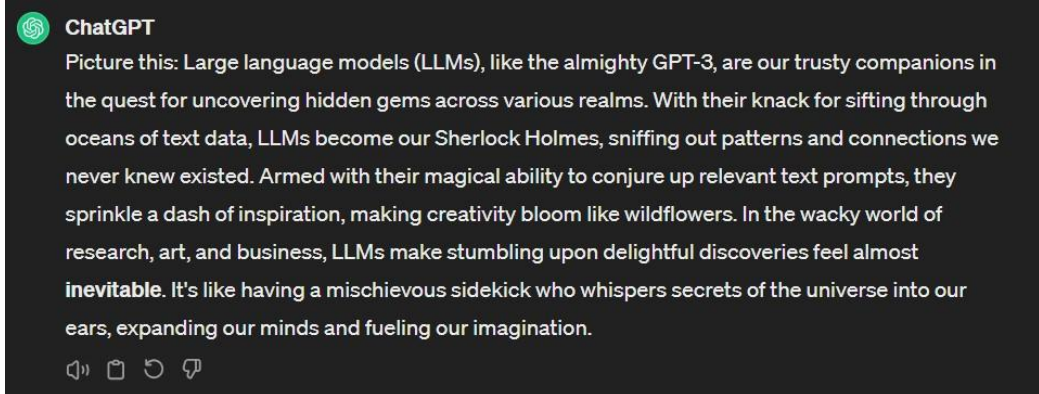 ChatGPT
Picture this: Large language models (LLMs), like the almighty GPT-3, are our trusty companions in
the quest for uncovering hidden gems across various realms. With their knack for sifting through
oceans of text data, LLMs become our Sherlock Holmes, sniffing out patterns and connections we
never knew existed. Armed with their magical ability to conjure up relevant text prompts, they
sprinkle a dash of inspiration, making creativity bloom like wildflowers. In the wacky world of
research, art, and business, LLMs make stumbling upon delightful discoveries feel almost
inevitable. It's like having a mischievous sidekick who whispers secrets of the universe into our
ears, expanding our minds and fueling our imagination.